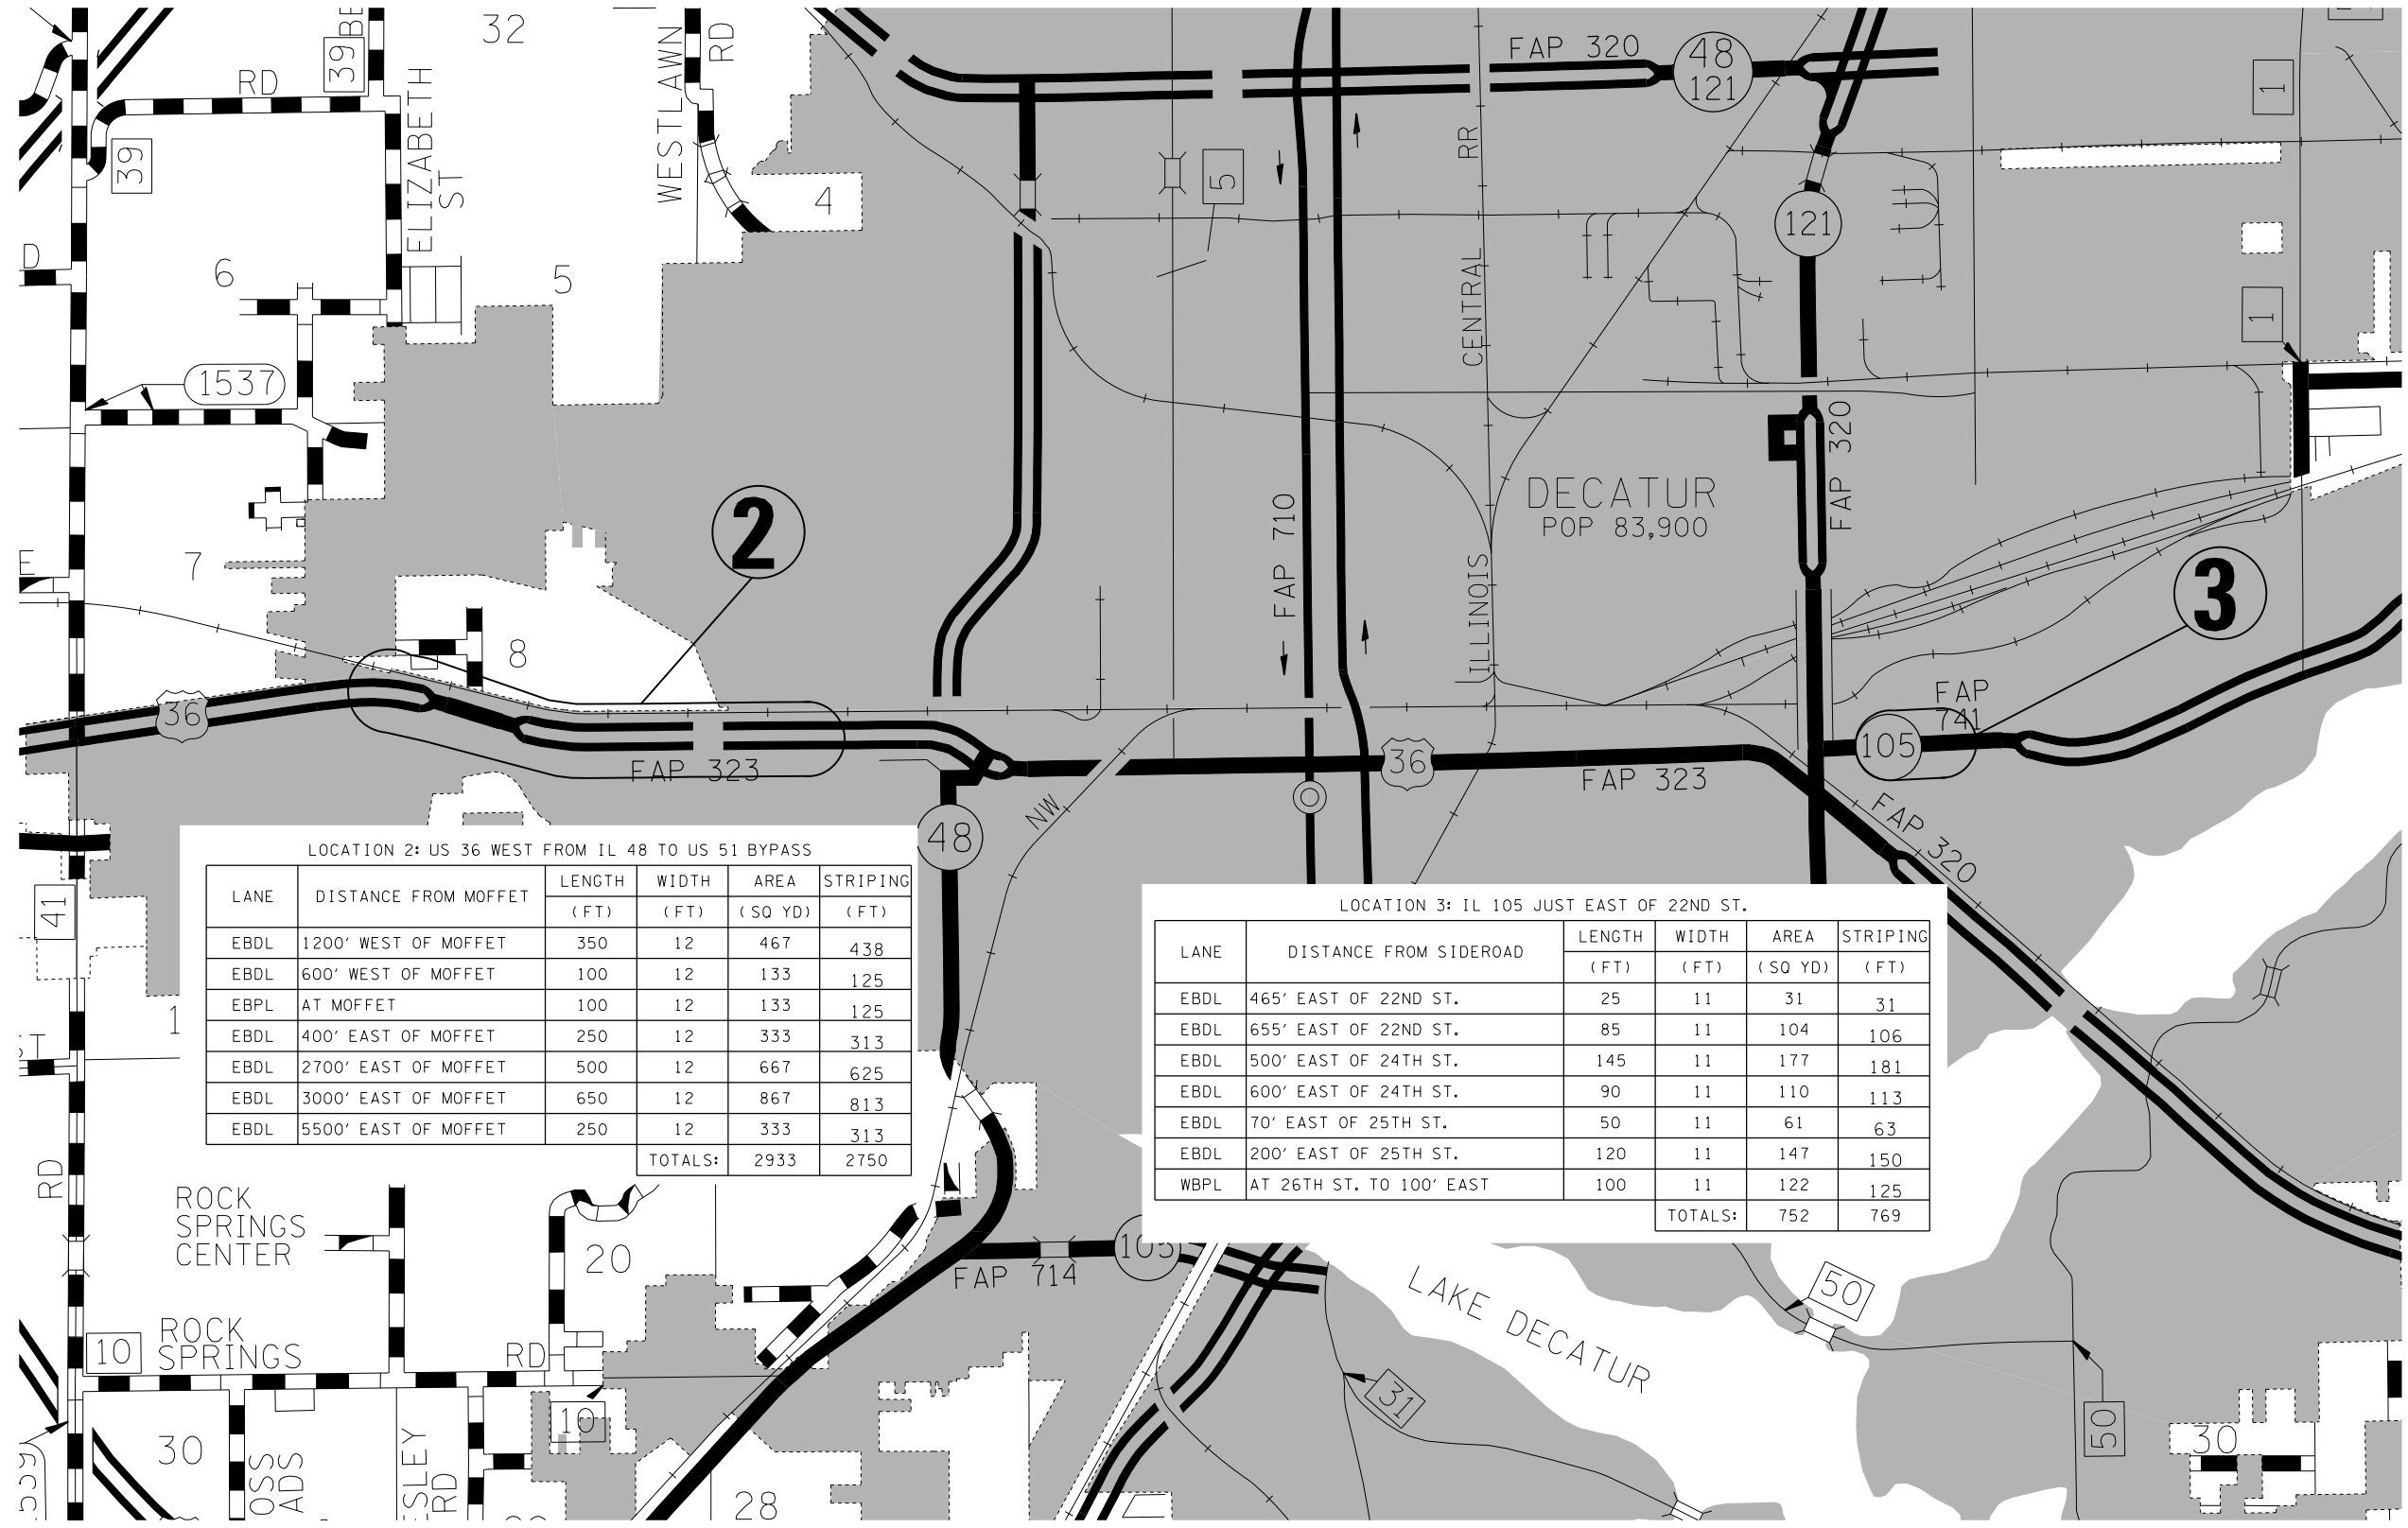 32
RD
39
39
ELIZABETH
ST
WESTLAWN
RD
4
5
6
D
1537
7
8
E
2
36
FAP 323
FAP 320
48
121
RR
CENTRAL
ILLINOIS
5
121
1
1
DECATUR
POP 83,900
FAP 710
FAP 320
3
FAP
741
105
36
FAP 323
FAP 320
NW
48
41
1
ST
RD
LOCATION 2: US 36 WEST FROM IL 48 TO US 51 BYPASS
LANE DISTANCE FROM MOFFET LENGTH WIDTH AREA STRIPING
(FT) (FT) (SQ YD) (FT)
EBDL 1200' WEST OF MOFFET 350 12 467 438
EBDL 600' WEST OF MOFFET 100 12 133 125
EBPL AT MOFFET 100 12 133 125
EBDL 400' EAST OF MOFFET 250 12 333 313
EBDL 2700' EAST OF MOFFET 500 12 667 625
EBDL 3000' EAST OF MOFFET 650 12 867 813
EBDL 5500' EAST OF MOFFET 250 12 333 313
TOTALS: 2933 2750
LOCATION 3: IL 105 JUST EAST OF 22ND ST.
LANE DISTANCE FROM SIDEROAD LENGTH WIDTH AREA STRIPING
(FT) (FT) (SQ YD) (FT)
EBDL 465' EAST OF 22ND ST. 25 11 31 31
EBDL 655' EAST OF 22ND ST. 85 11 104 106
EBDL 500' EAST OF 24TH ST. 145 11 177 181
EBDL 600' EAST OF 24TH ST. 90 11 110 113
EBDL 70' EAST OF 25TH ST. 50 11 61 63
EBDL 200' EAST OF 25TH ST. 120 11 147 150
WBPL AT 26TH ST. TO 100' EAST 100 11 122 125
TOTALS: 752 769
ROCK
SPRINGS
CENTER
20
FAP 714
105
LAKE DECATUR
50
50
31
10
ROCK
SPRINGS
RD
10
30
OSS
ADS
ESLEY
RD
28
30